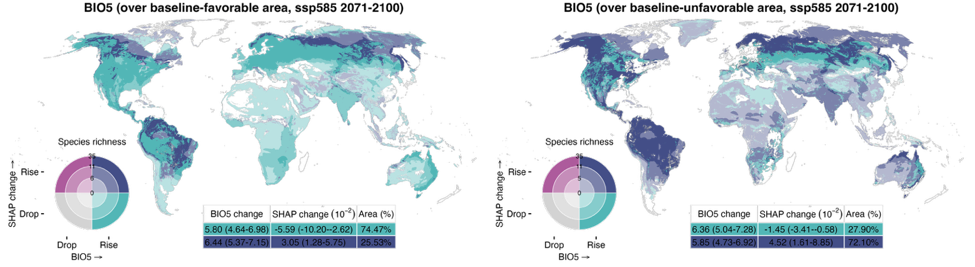 BIO5 (over baseline-favorable area, ssp585 2071-2100)
Species richness
0
SHAP change →
Rise
Drop
Drop Rise
BIO5 →
BIO5 change SHAP change (10⁻²) Area (%)
5.80 (4.64-6.98) -5.59 (-10.20--2.62) 74.47%
6.44 (5.37-7.15) 3.05 (1.28-5.75) 25.53%
BIO5 (over baseline-unfavorable area, ssp585 2071-2100)
Species richness
0
SHAP change →
Rise
Drop
Drop Rise
BIO5 →
BIO5 change SHAP change (10⁻²) Area (%)
6.36 (5.04-7.28) -1.45 (-3.41--0.58) 27.90%
5.85 (4.73-6.92) 4.52 (1.61-8.85) 72.10%